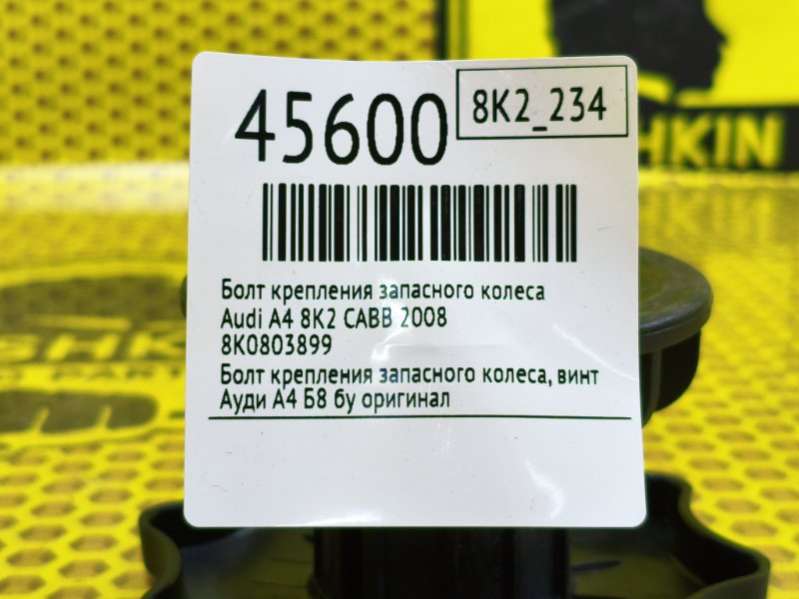 45600
8K2_234
HKIN
Болт крепления запасного колеса
Audi A4 8K2 CABB 2008
8K0803899
Болт крепления запасного колеса, винт
Ауди А4 Б8 бу оригинал